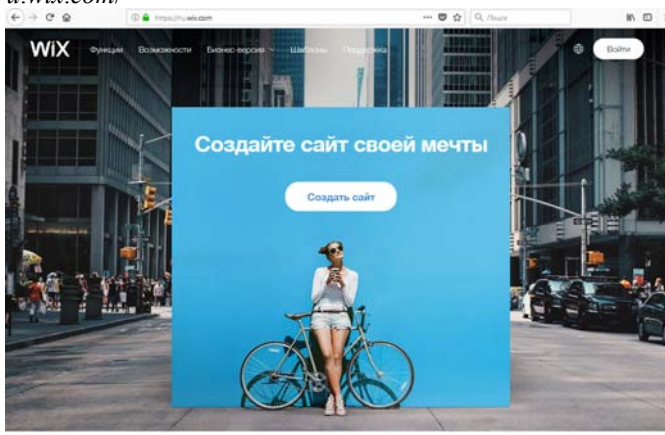 u.wix.com/
https://ru.wix.com
Поиск
WiX Функции Возможности Бизнес-версия Шаблоны Поддержка Войти
Создайте сайт своей мечты
Создать сайт